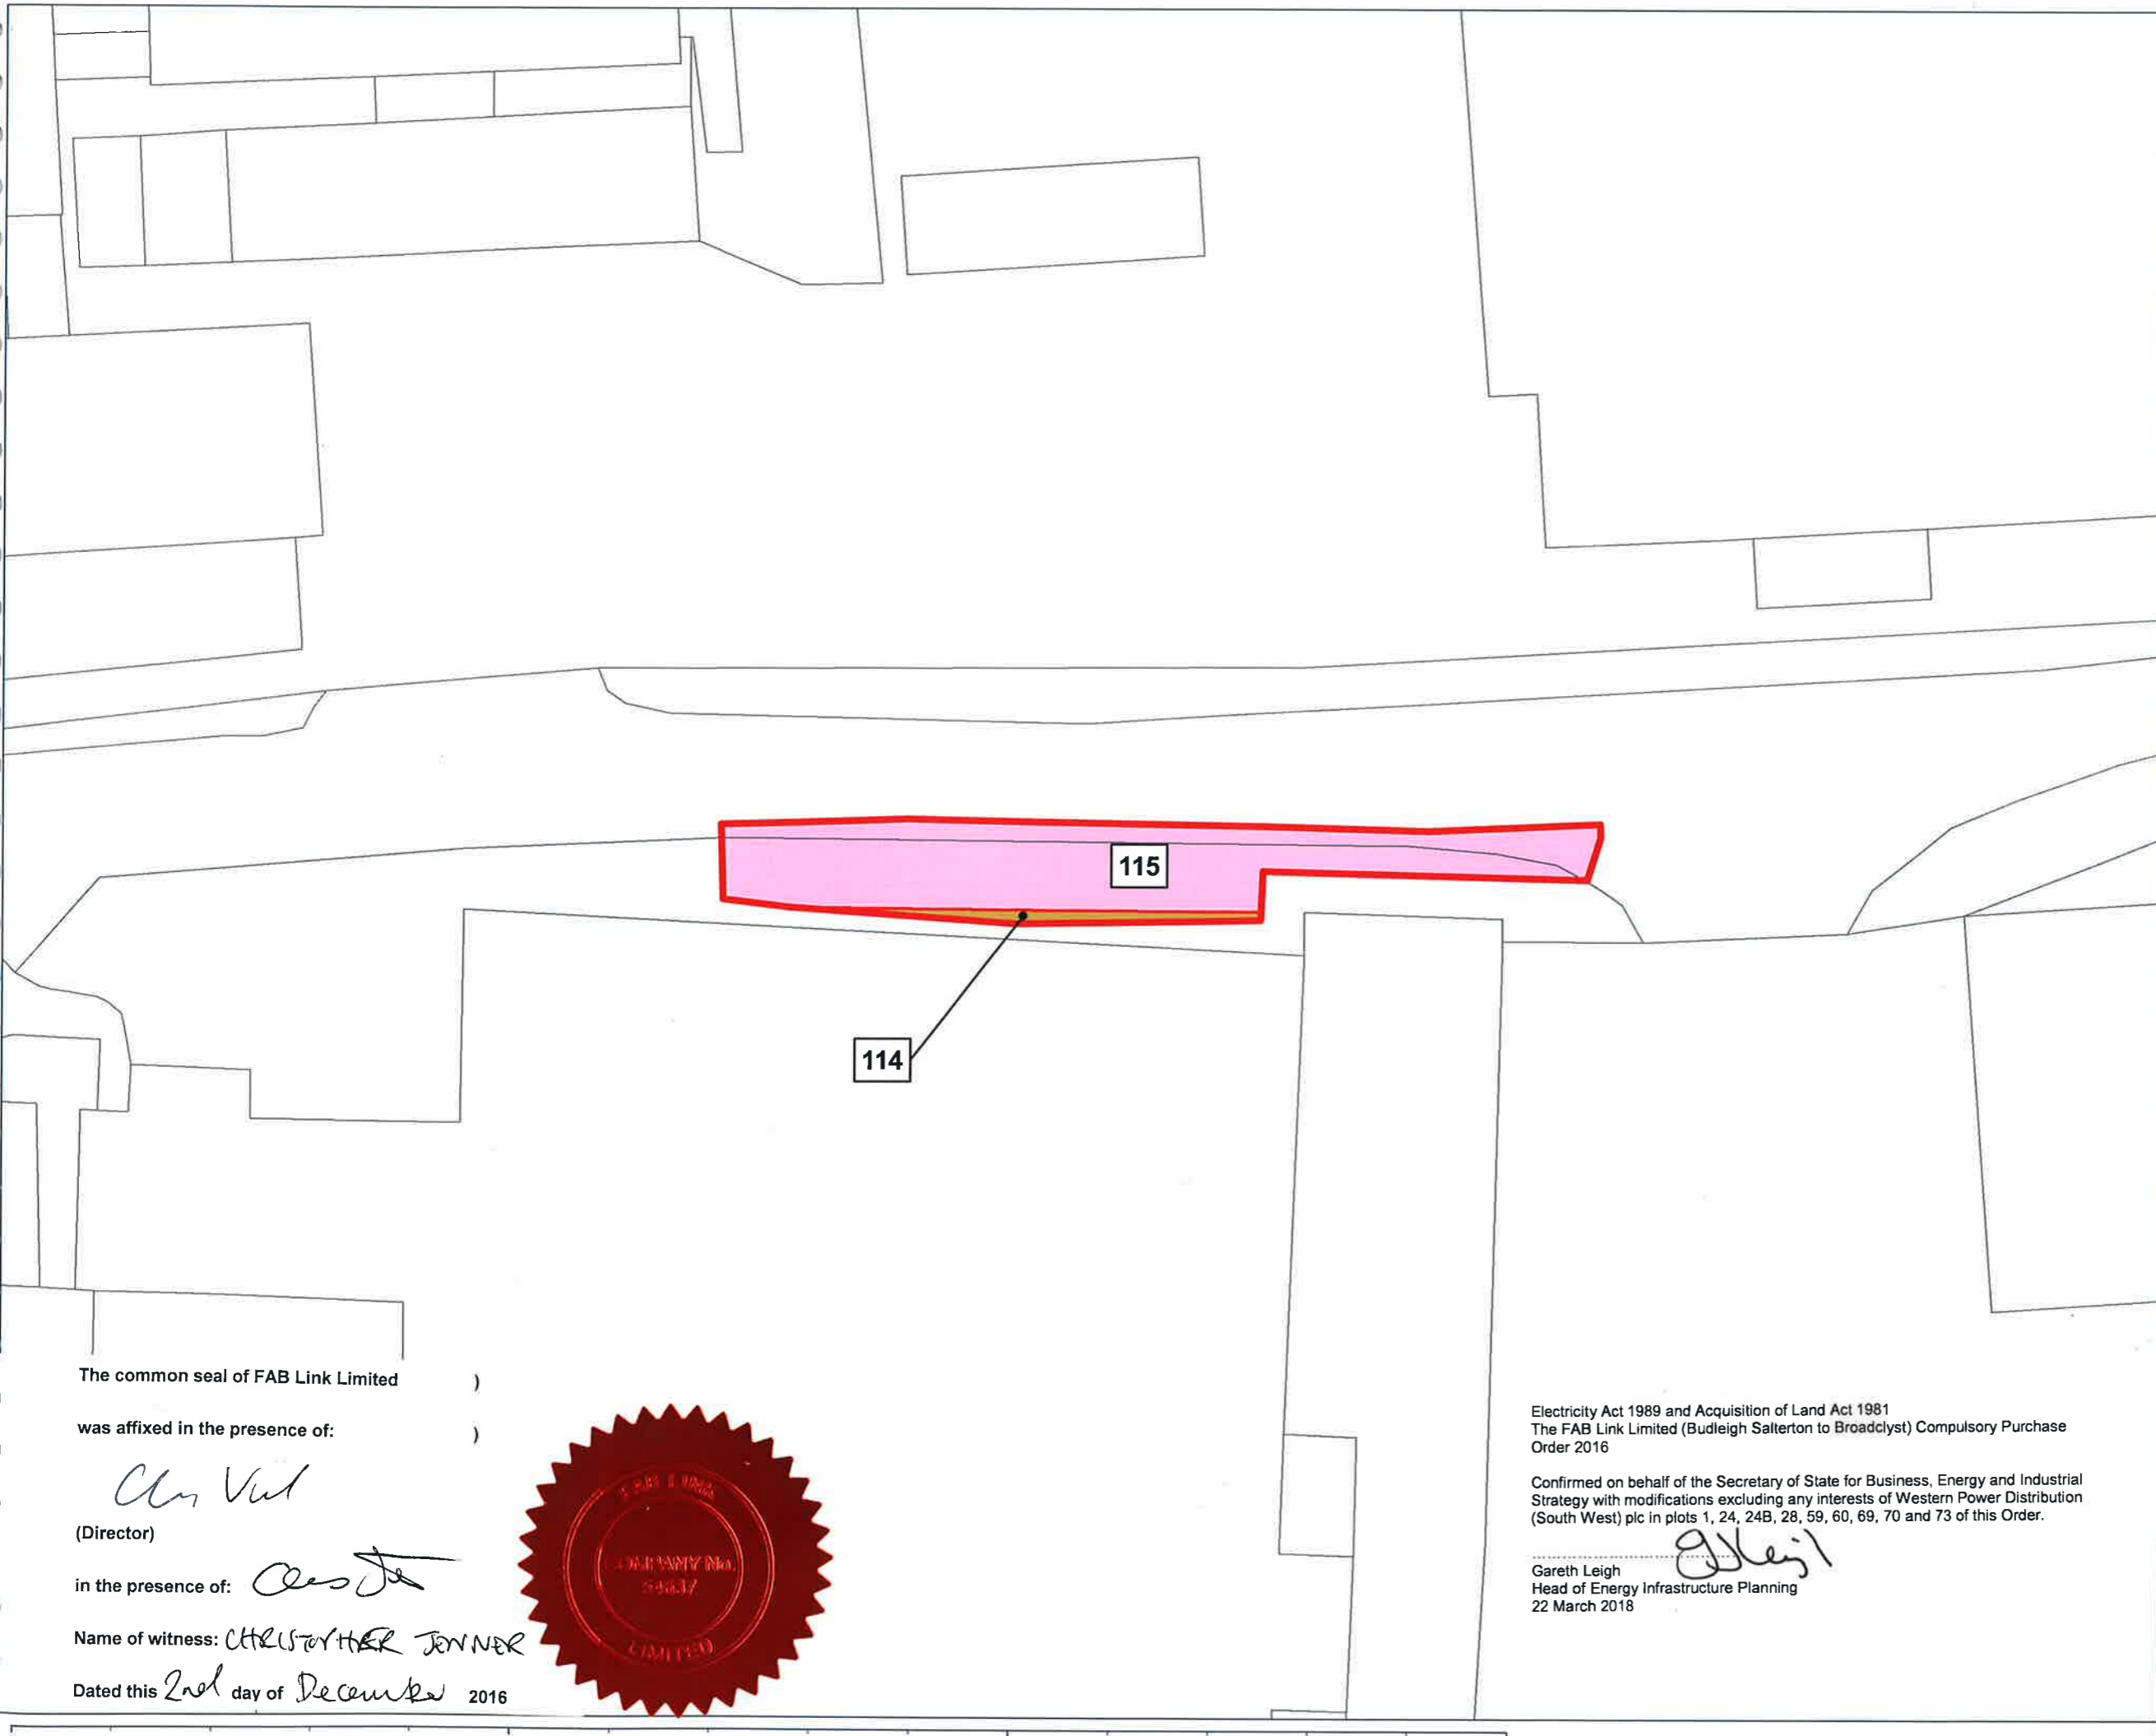 115
114
The common seal of FAB Link Limited )
was affixed in the presence of: )
(Director)
in the presence of:
Name of witness: CHRISTOPHER JENNER
Dated this 2nd day of December 2016
FAB LINK
COMPANY No.
LIMITED
Electricity Act 1989 and Acquisition of Land Act 1981
The FAB Link Limited (Budleigh Salterton to Broadclyst) Compulsory Purchase
Order 2016
Confirmed on behalf of the Secretary of State for Business, Energy and Industrial
Strategy with modifications excluding any interests of Western Power Distribution
(South West) plc in plots 1, 24, 24B, 28, 59, 60, 69, 70 and 73 of this Order.
Gareth Leigh
Head of Energy Infrastructure Planning
22 March 2018